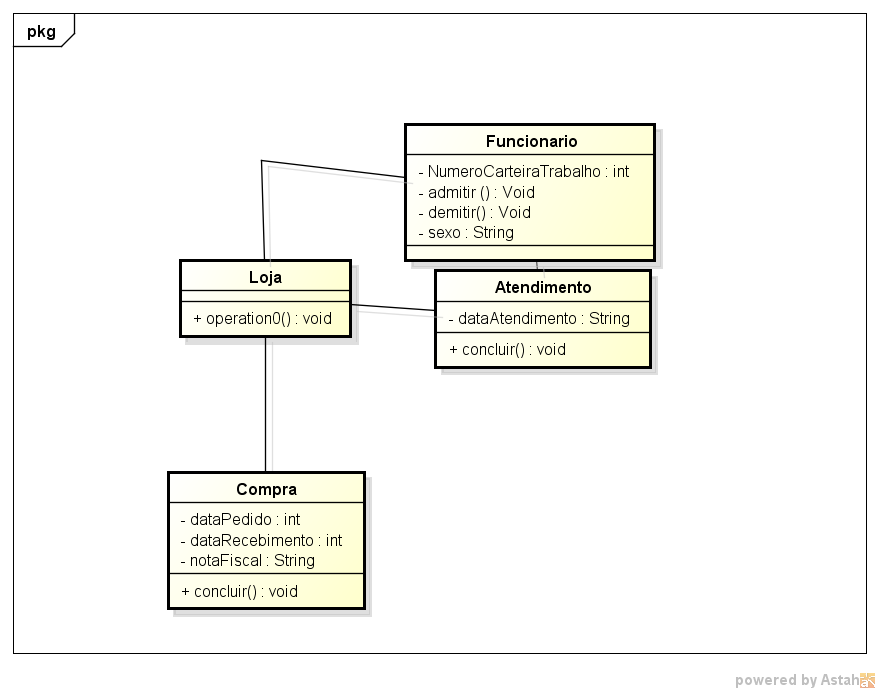 pkg
Funcionario
- NumeroCarteiraTrabalho : int
- admitir () : Void
- demitir() : Void
- sexo : String
Loja
+ operation0() : void
Atendimento
- dataAtendimento : String
+ concluir() : void
Compra
- dataPedido : int
- dataRecebimento : int
- notaFiscal : String
+ concluir() : void
powered by Astah